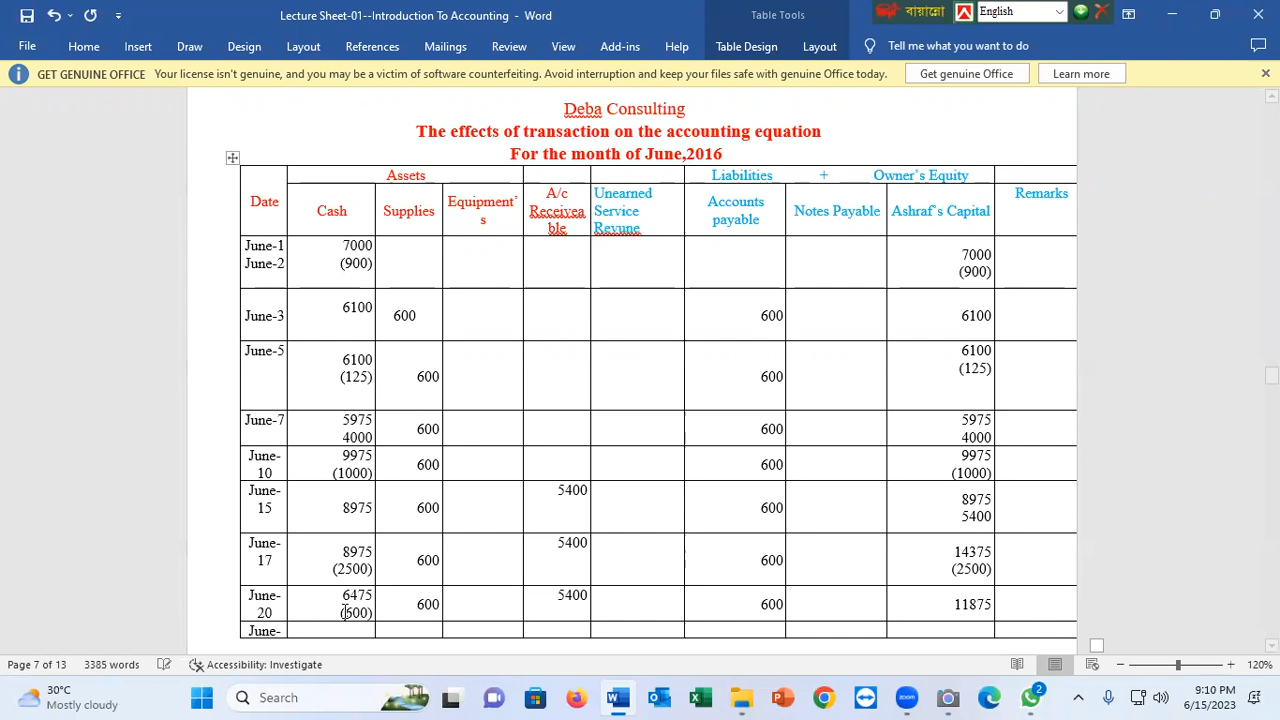 Lecture Sheet-01--Introductions To Accounting - Word
Table Tools
বায়ান্নো
English
File Home Insert Draw Design Layout References Mailings Review View Add-ins Help Table Design Layout Tell me what you want to do
GET GENUINE OFFICE Your license isn't genuine, and you may be a victim of software counterfeiting. Avoid interruption and keep your files safe with genuine Office today. Get genuine Office Learn more
Deba Consulting
The effects of transaction on the accounting equation
For the month of June,2016
Assets Liabilities + Owner's Equity
Date Cash Supplies Equipment'
s A/c
Receivea
ble Unearned
Service
Revune Accounts
payable Notes Payable Ashraf's Capital Remarks
June-1 7000 7000
June-2 (900) (900)
June-3 6100 600 600 6100
June-5 6100 6100
(125) 600 600 (125)
June-7 5975 600 600 5975
4000 4000
June- 9975 600 600 9975
10 (1000) (1000)
June- 5400 8975
15 8975 600 600 5400
June- 5400
17 8975 600 600 14375
(2500) (2500)
June- 6475 600 5400 600 11875
20 (600)
June-
Page 7 of 13 3385 words Accessibility: Investigate 120%
30°C
Mostly cloudy
Search
2
9:10 PM
6/15/2023